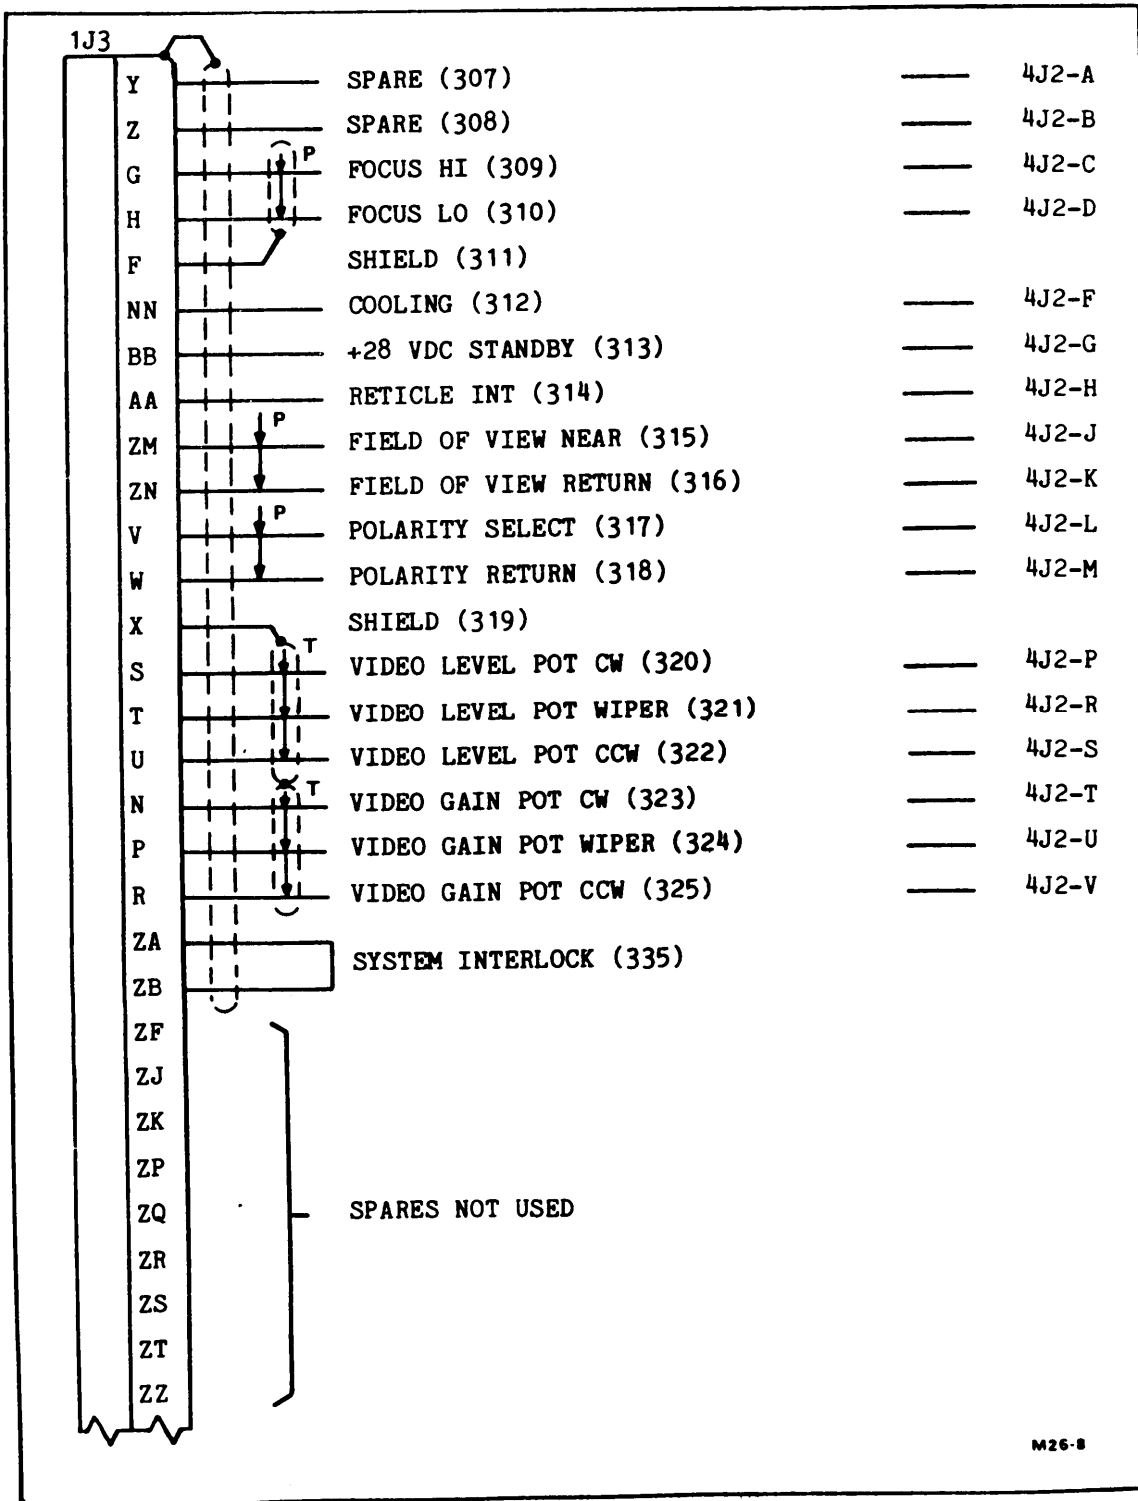 1J3
Y SPARE (307) 4J2-A
Z SPARE (308) 4J2-B
P
G FOCUS HI (309) 4J2-C
H FOCUS LO (310) 4J2-D
F SHIELD (311)
NN COOLING (312) 4J2-F
BB +28 VDC STANDBY (313) 4J2-G
AA RETICLE INT (314) 4J2-H
P
ZM FIELD OF VIEW NEAR (315) 4J2-J
ZN FIELD OF VIEW RETURN (316) 4J2-K
P
V POLARITY SELECT (317) 4J2-L
W POLARITY RETURN (318) 4J2-M
X SHIELD (319)
T
S VIDEO LEVEL POT CW (320) 4J2-P
T VIDEO LEVEL POT WIPER (321) 4J2-R
U VIDEO LEVEL POT CCW (322) 4J2-S
T
N VIDEO GAIN POT CW (323) 4J2-T
P VIDEO GAIN POT WIPER (324) 4J2-U
R VIDEO GAIN POT CCW (325) 4J2-V
ZA
SYSTEM INTERLOCK (335)
ZB
ZF
ZJ
ZK
ZP
ZQ SPARES NOT USED
ZR
ZS
ZT
ZZ
M26-8